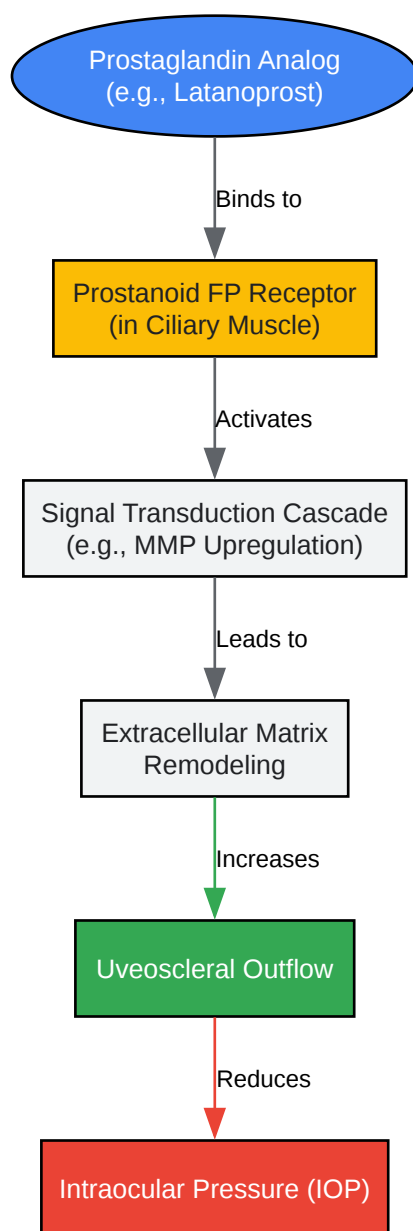 Prostaglandin Analog
(e.g., Latanoprost)
Binds to
Prostanoid FP Receptor
(in Ciliary Muscle)
Activates
Signal Transduction Cascade
(e.g., MMP Upregulation)
Leads to
Extracellular Matrix
Remodeling
Increases
Uveoscleral Outflow
Reduces
Intraocular Pressure (IOP)